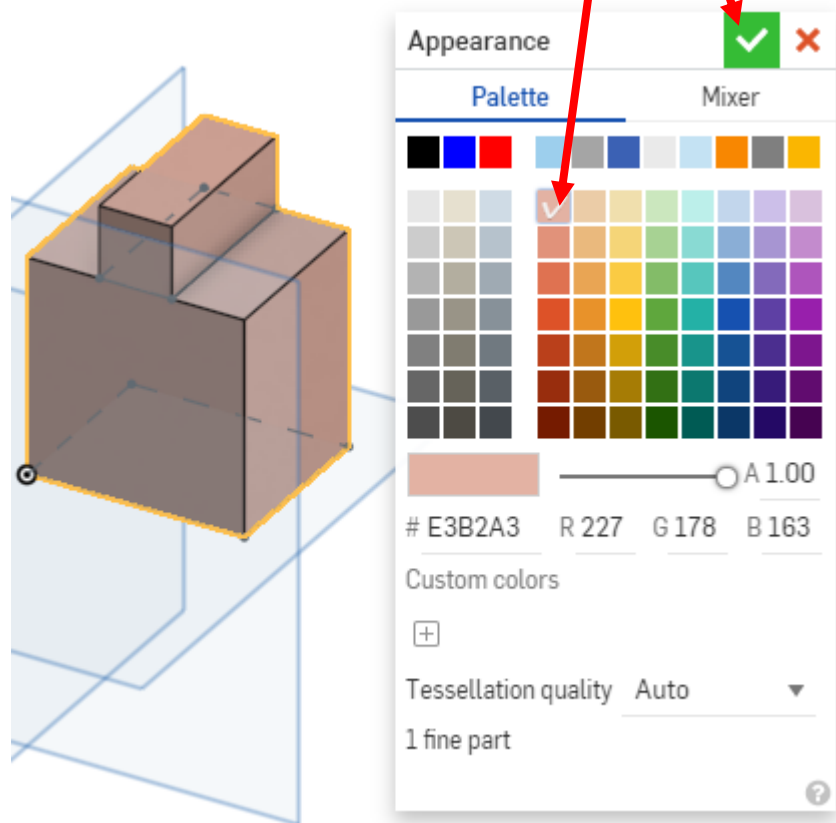 Appearance
Palette Mixer
A 1.00
# E3B2A3 R 227 G 178 B 163
Custom colors
Tessellation quality Auto
1 fine part
?